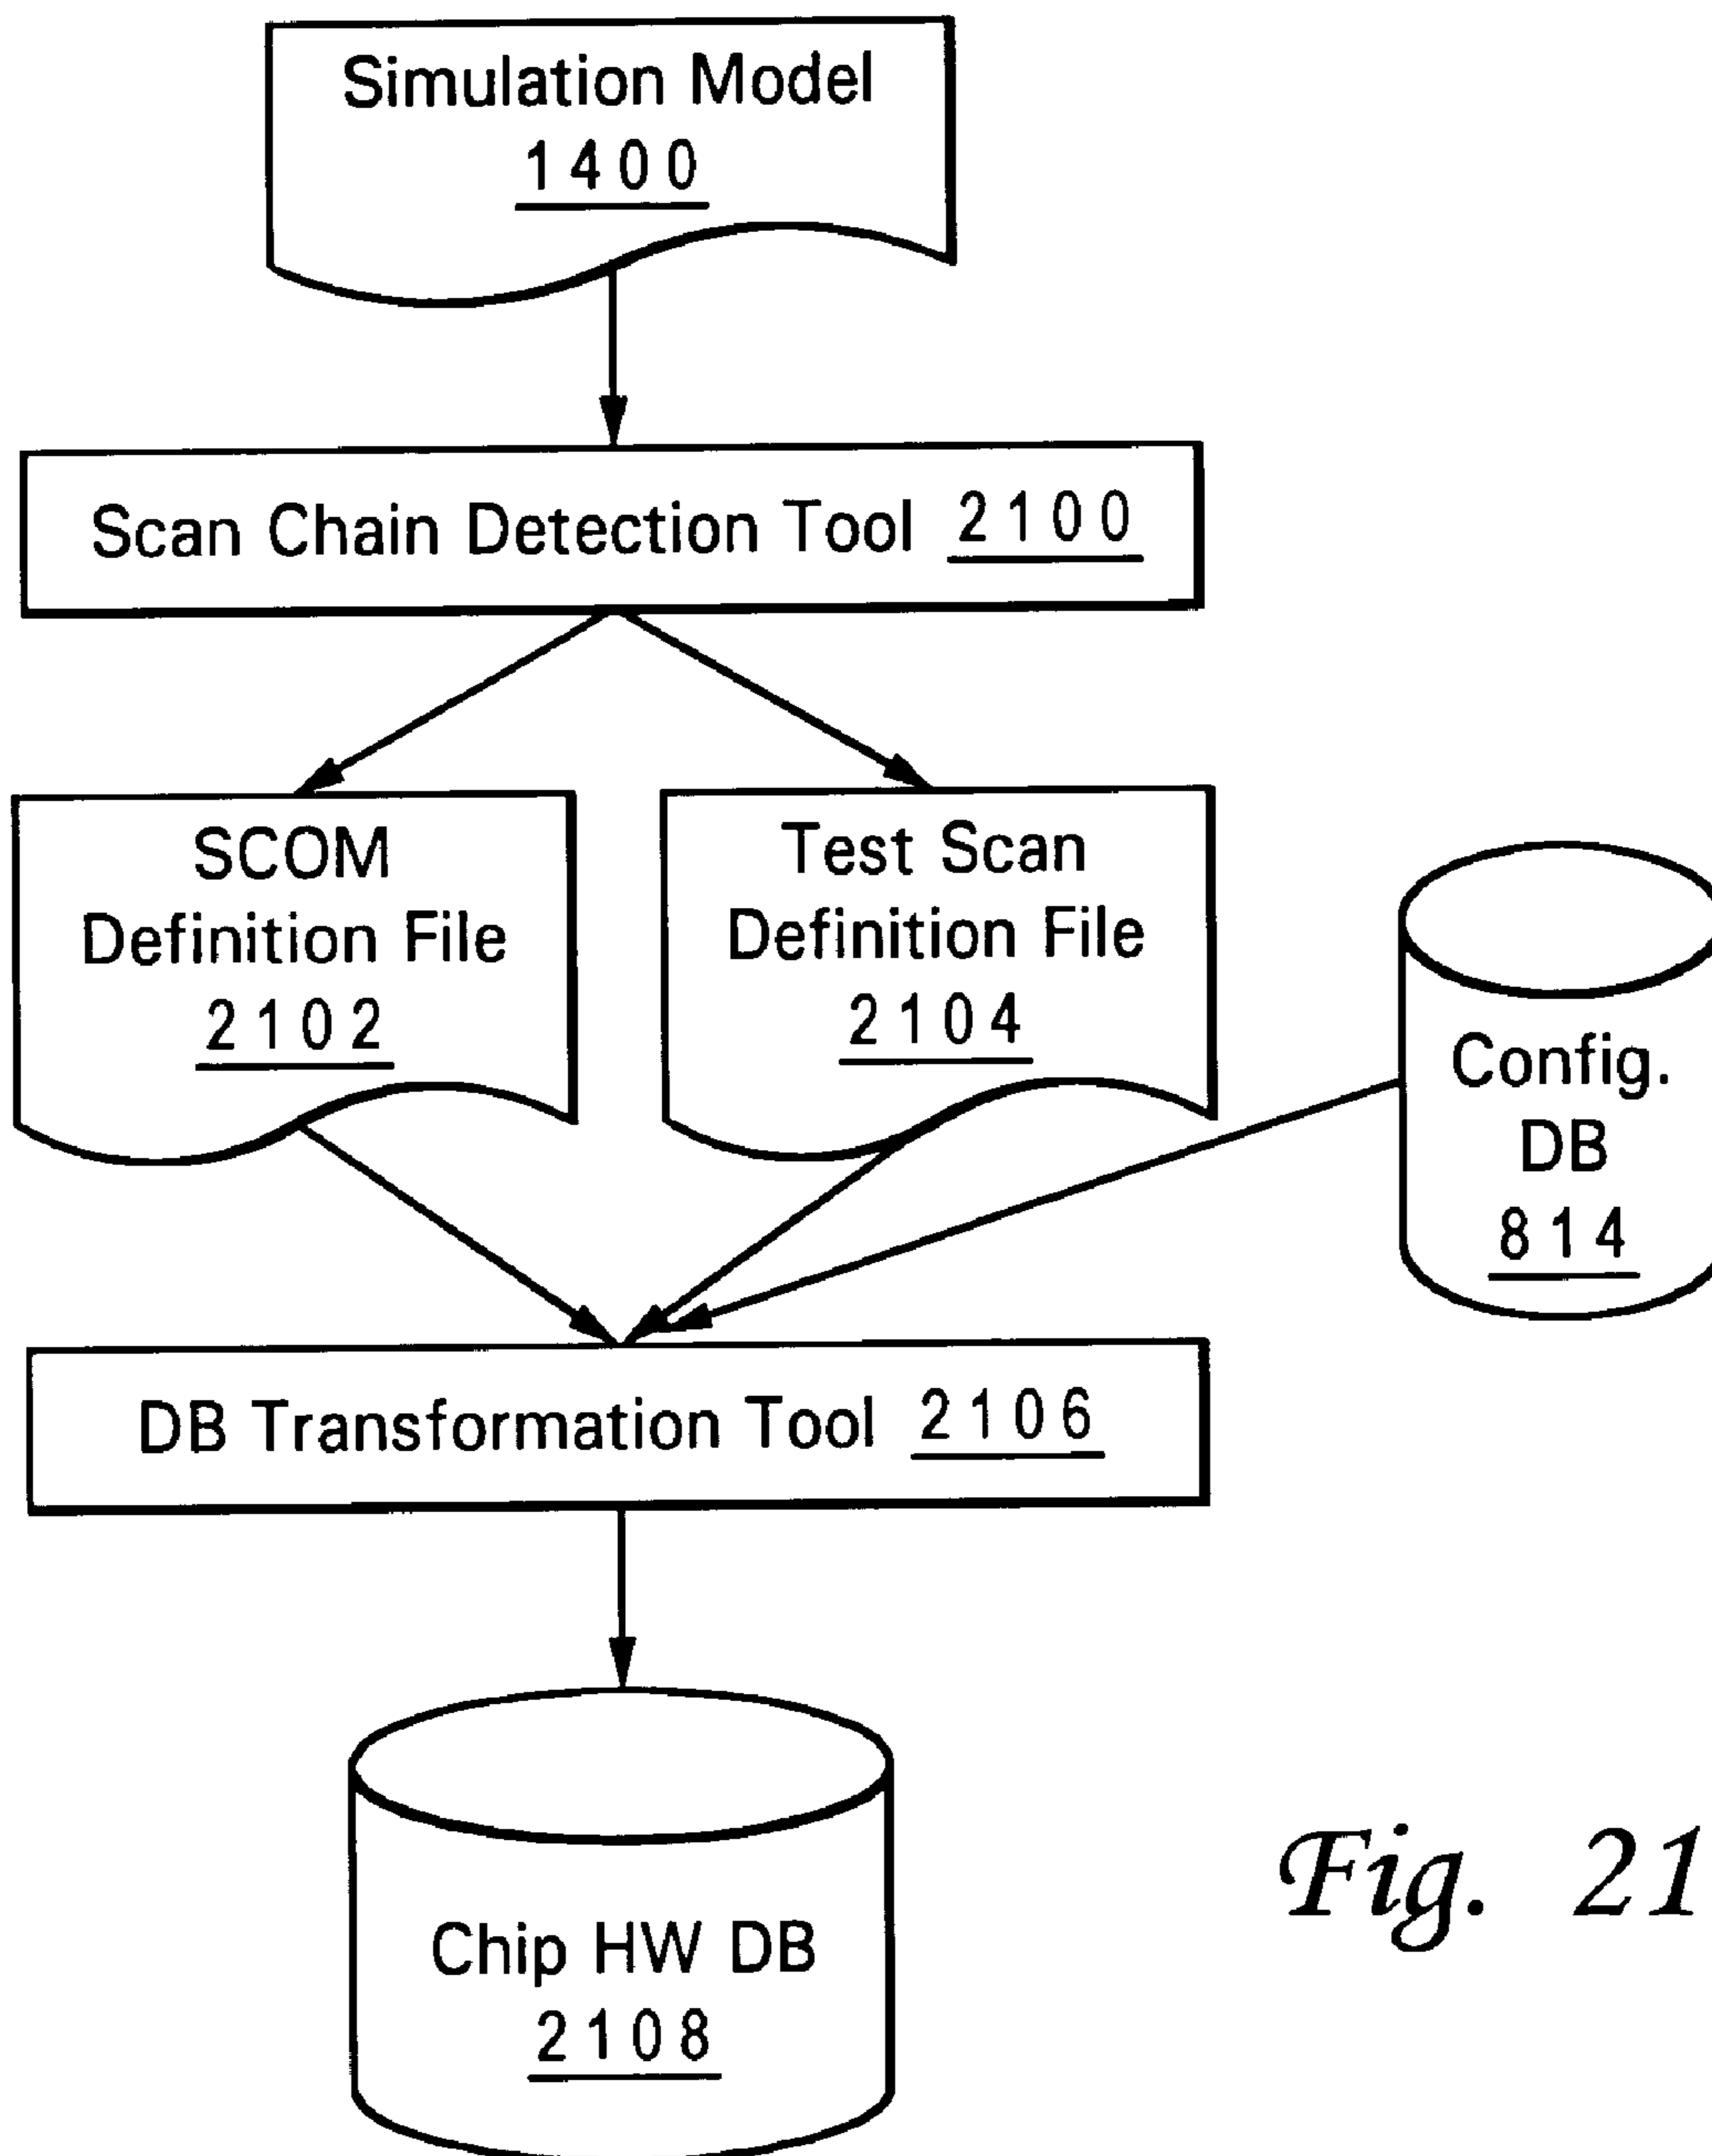 Simulation Model
1400
Scan Chain Detection Tool 2100
SCOM
Definition File
2102
Test Scan
Definition File
2104
Config.
DB
814
DB Transformation Tool 2106
Chip HW DB
2108
Fig. 21